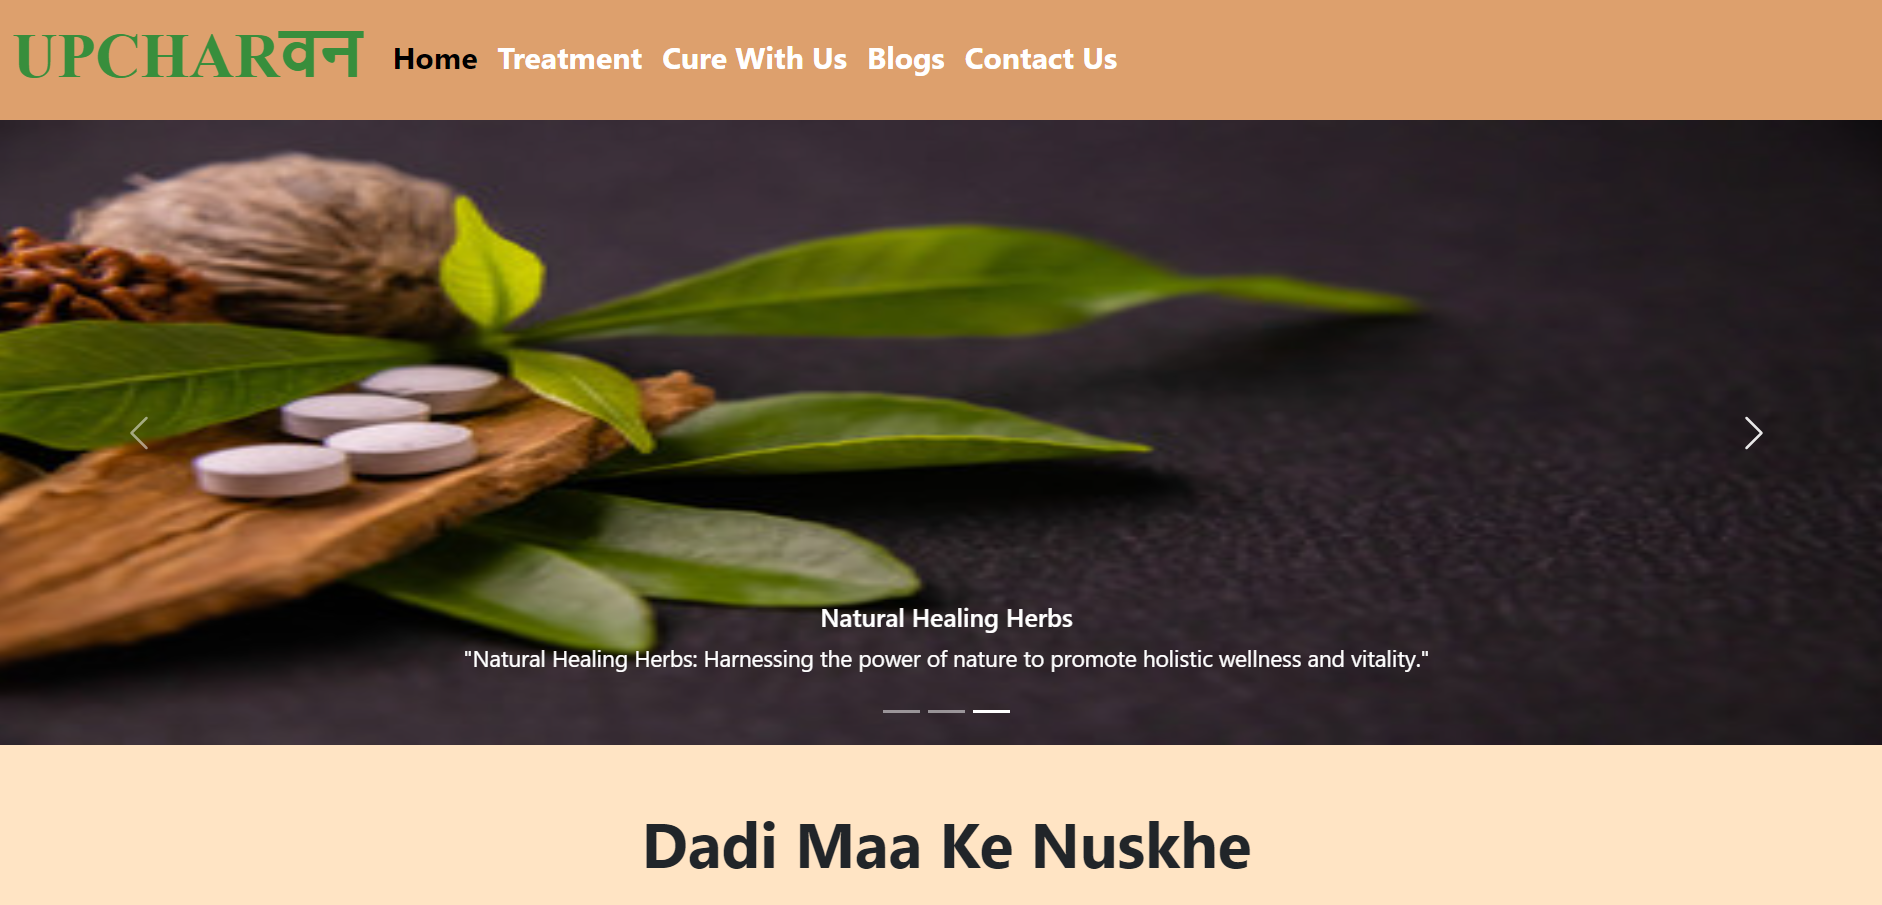 UPCHARवन Home Treatment Cure With Us Blogs Contact Us
Natural Healing Herbs
"Natural Healing Herbs: Harnessing the power of nature to promote holistic wellness and vitality."
Dadi Maa Ke Nuskhe